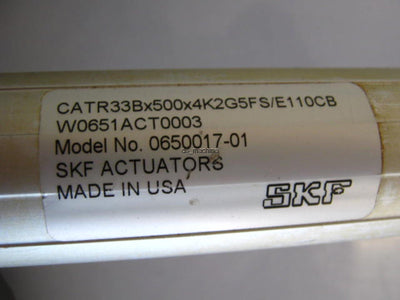 CATR33Bx500x4K2G5FS/E110CB
W0651ACT0003
Model No. 0650017-01
SKF ACTUATORS
MADE IN USA
SKF